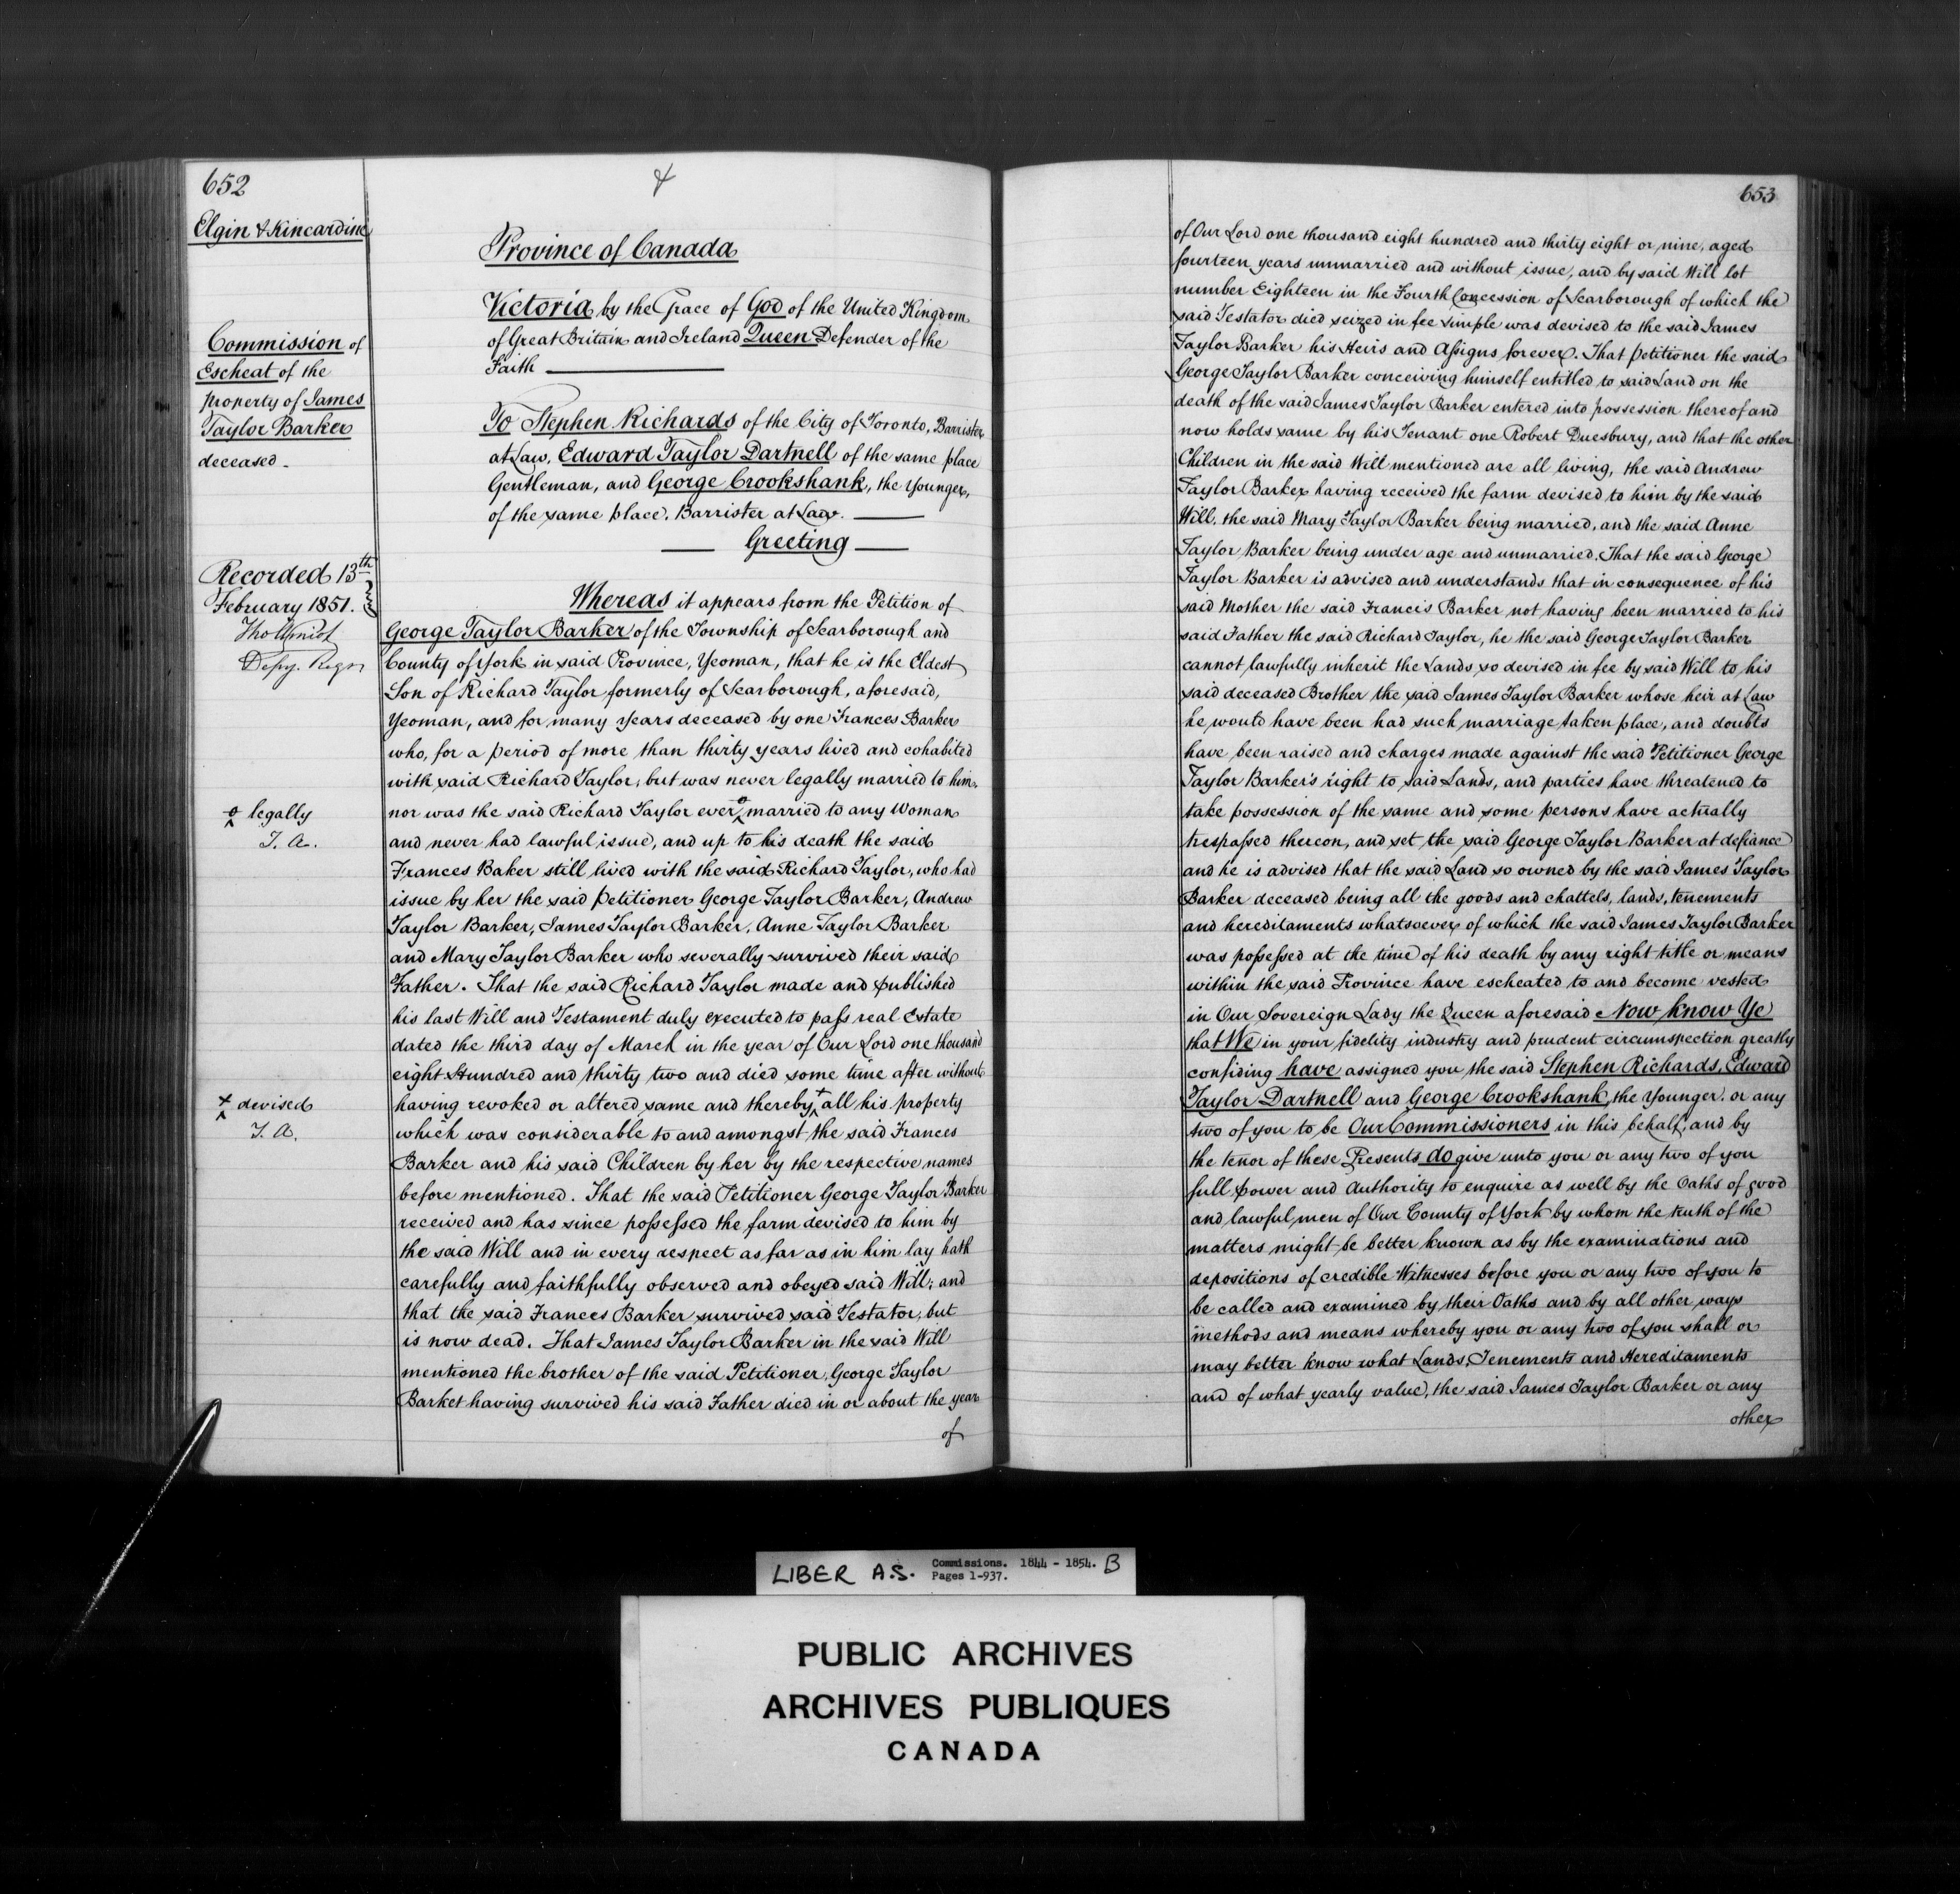 652
Elgin & Kincardine
Commission of
Escheat of the
property of James
Taylor Barker
deceased.
Recorded 13th
February 1851.
Depy. Regr
legally
T. A.
devised
T. A.
Province of Canada
Victoria by the Grace of God of the United Kingdom
of Great Britain and Ireland Queen Defender of the
Faith
To Stephen Richards of the City of Toronto, Barrister
at Law, Edward Taylor Dartnell of the same place
Gentleman, and George Crookshank, the Younger,
of the same place, Barrister at Law.
Greeting
Whereas it appears from the Petition of
George Taylor Barker of the Township of Scarborough and
County of York in said Province, Yeoman, that he is the Eldest
Son of Richard Taylor formerly of Scarborough, aforesaid,
Yeoman, and for many years deceased by one Frances Barker
who, for a period of more than thirty years lived and cohabited
with said Richard Taylor, but was never legally married to him,
nor was the said Richard Taylor ever married to any Woman
and never had lawful issue, and up to his death the said
Frances Baker still lived with the said Richard Taylor, who had
issue by her the said Petitioner George Taylor Barker, Andrew
Taylor Barker, James Taylor Barker, Anne Taylor Barker
and Mary Taylor Barker who severally survived their said
Father. That the said Richard Taylor made and published
his last Will and Testament duly executed to pass real Estate
dated the third day of March in the year of Our Lord one thousand
eight Hundred and thirty two and died some time after without
having revoked or altered same and thereby + all his property
which was considerable to and amongst the said Frances
Barker and his said Children by her by the respective names
before mentioned. That the said Petitioner George Taylor Barker
received and has since possessed the farm devised to him by
the said Will and in every respect as far as in him lay hath
carefully and faithfully observed and obeyed said Will; and
that the said Frances Barker survived said Testator, but
is now dead. That James Taylor Barker in the said Will
mentioned the brother of the said Petitioner, George Taylor
Barket having survived his said Father died in or about the year
of
653
of Our Lord one thousand eight hundred and thirty eight or nine, aged
fourteen years unmarried and without issue, and by said Will lot
number Eighteen in the Fourth Concession of Scarborough of which the
said Testator died seized in fee simple was devised to the said James
Taylor Barker his Heirs and Assigns forever. That Petitioner the said
George Taylor Barker conceiving himself entitled to said Land on the
death of the said James Taylor Barker entered into possession thereof and
now holds same by his Tenant one Robert Duesbury, and that the other
Children in the said Will mentioned are all living, the said Andrew
Taylor Barker having received the farm devised to him by the said
Will, the said Mary Taylor Barker being married, and the said Anne
Taylor Barker being under age and unmarried. That the said George
Taylor Barker is advised and understands that in consequence of his
said Mother the said Francis Barker not having been married to his
said Father the said Richard Taylor, he the said George Taylor Barker
cannot lawfully inherit the Lands so devised in fee by said Will to his
said deceased Brother the said James Taylor Barker whose heir at Law
he would have been had such marriage taken place, and doubts
have been raised and charges made against the said Petitioner George
Taylor Barker's right to said Lands, and parties have threatened to
take possession of the same and some persons have actually
trespassed thereon, and set the said George Taylor Barker at defiance
and he is advised that the said Land so owned by the said James Taylor
Barker deceased being all the goods and chattels, lands, tenements
and hereditaments whatsoever of which the said James Taylor Barker
was possessed at the time of his death by any right title or means
within the said Province have escheated to and become vested
in Our Sovereign Lady the Queen aforesaid Now know Ye
that We in your fidelity industry and prudent circumspection greatly
confiding have assigned you the said Stephen Richards, Edward
Taylor Dartnell and George Crookshank, the Younger, or any
two of you to be Our Commissioners in this behalf, and by
the tenor of these Presents do give unto you or any two of you
full power and Authority to enquire as well by the Oaths of good
and lawful men of Our County of York by whom the truth of the
matters might be better known as by the examinations and
depositions of credible Witnesses before you or any two of you to
be called and examined by their Oaths and by all other ways
methods and means whereby you or any two of you shall or
may better know what Lands, Tenements and Hereditaments
and of what yearly value, the said James Taylor Barker or any
other
LIBER A.S. Commissions. 1844 - 1854. B
Pages 1-937.
PUBLIC ARCHIVES
ARCHIVES PUBLIQUES
CANADA